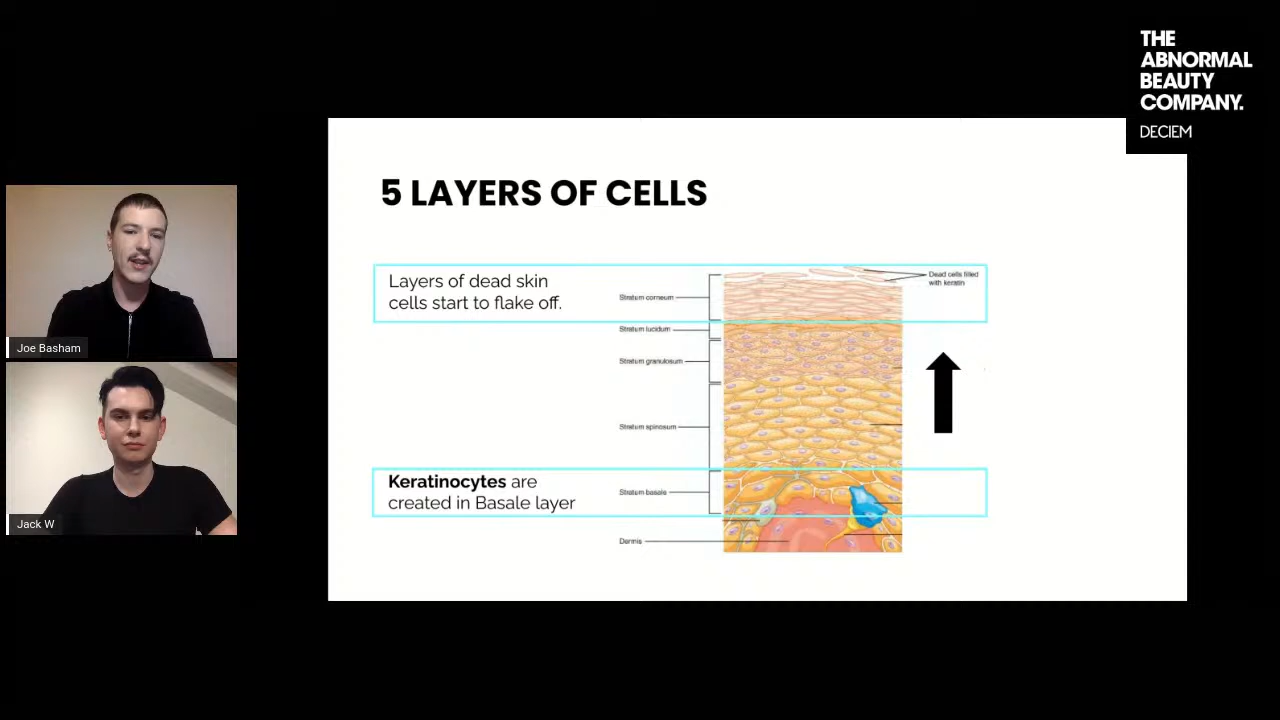 THE
ABNORMAL
BEAUTY
COMPANY.
DECIEM
5 LAYERS OF CELLS
Layers of dead skin
cells start to flake off.
Dead cells filled
with keratin
Stratum corneum
Stratum lucidum
Stratum granulosum
Stratum spinosum
Keratinocytes are
created in Basale layer
Stratum basale
Dermis
Joe Basham
Jack W